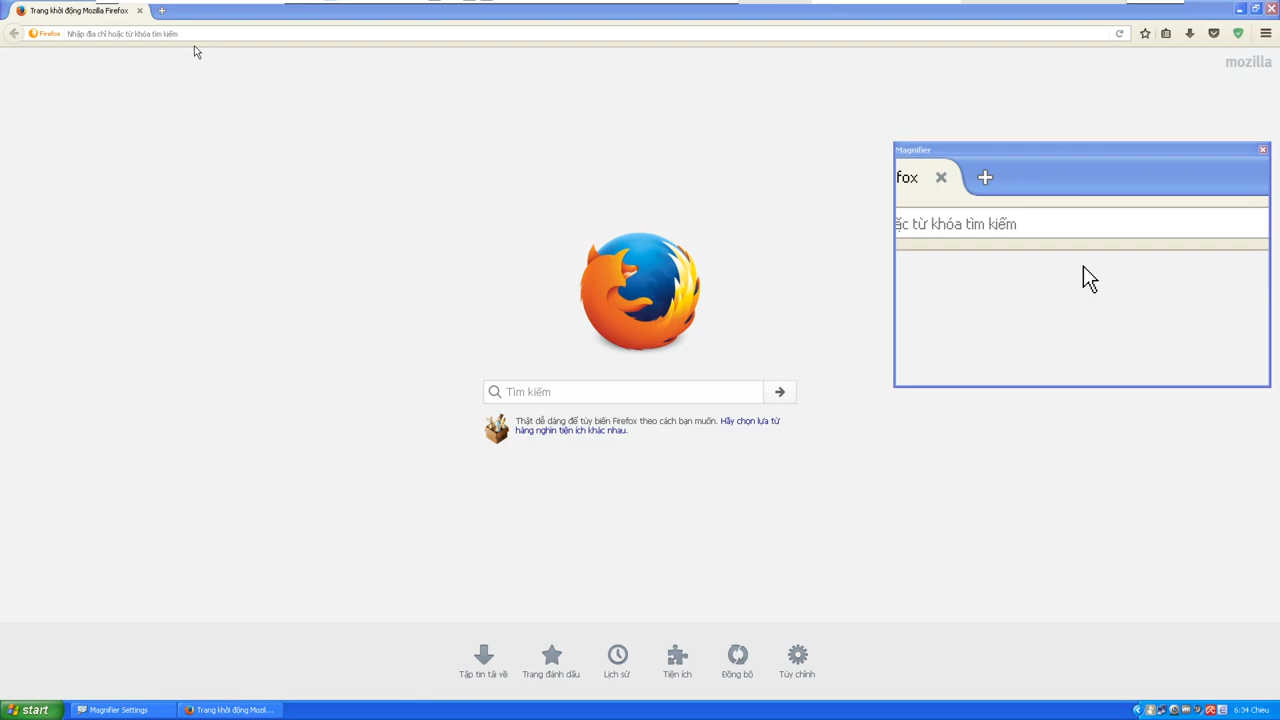 Trang khởi động Mozilla Firefox
Firefox
Nhập địa chỉ hoặc từ khóa tìm kiếm
mozilla
Magnifier
fox
ặc từ khóa tìm kiếm
Tìm kiếm
Thật dễ dàng để tùy biến Firefox theo cách bạn muốn. Hãy chọn lựa từ
hàng nghìn tiện ích khác nhau.
Tập tin tải về
Trang đánh dấu
Lịch sử
Tiện ích
Đồng bộ
Tùy chỉnh
start
Magnifier Settings
Trang khởi động Mozil...
6:34 Chieu